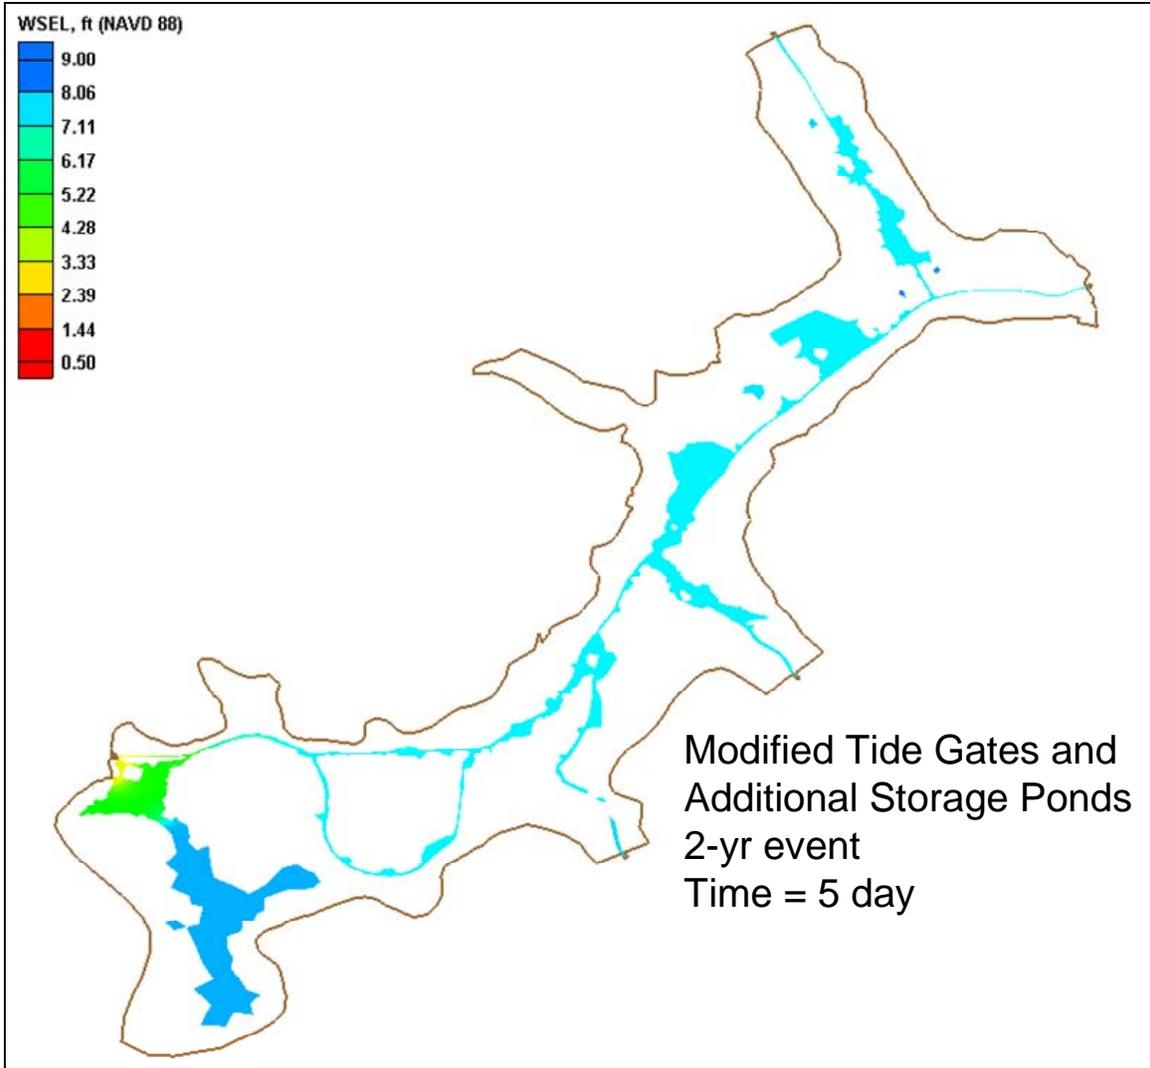 WSEL, ft (NAVD 88)
9.00
8.06
7.11
6.17
5.22
4.28
3.33
2.39
1.44
0.50
Modified Tide Gates and
Additional Storage Ponds
2-yr event
Time = 5 day